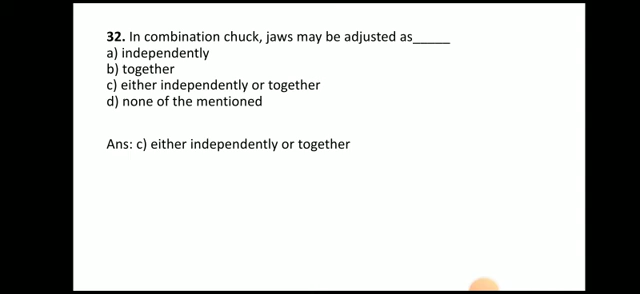 32. In combination chuck, jaws may be adjusted as_____
a) independently
b) together
c) either independently or together
d) none of the mentioned
Ans: c) either independently or together